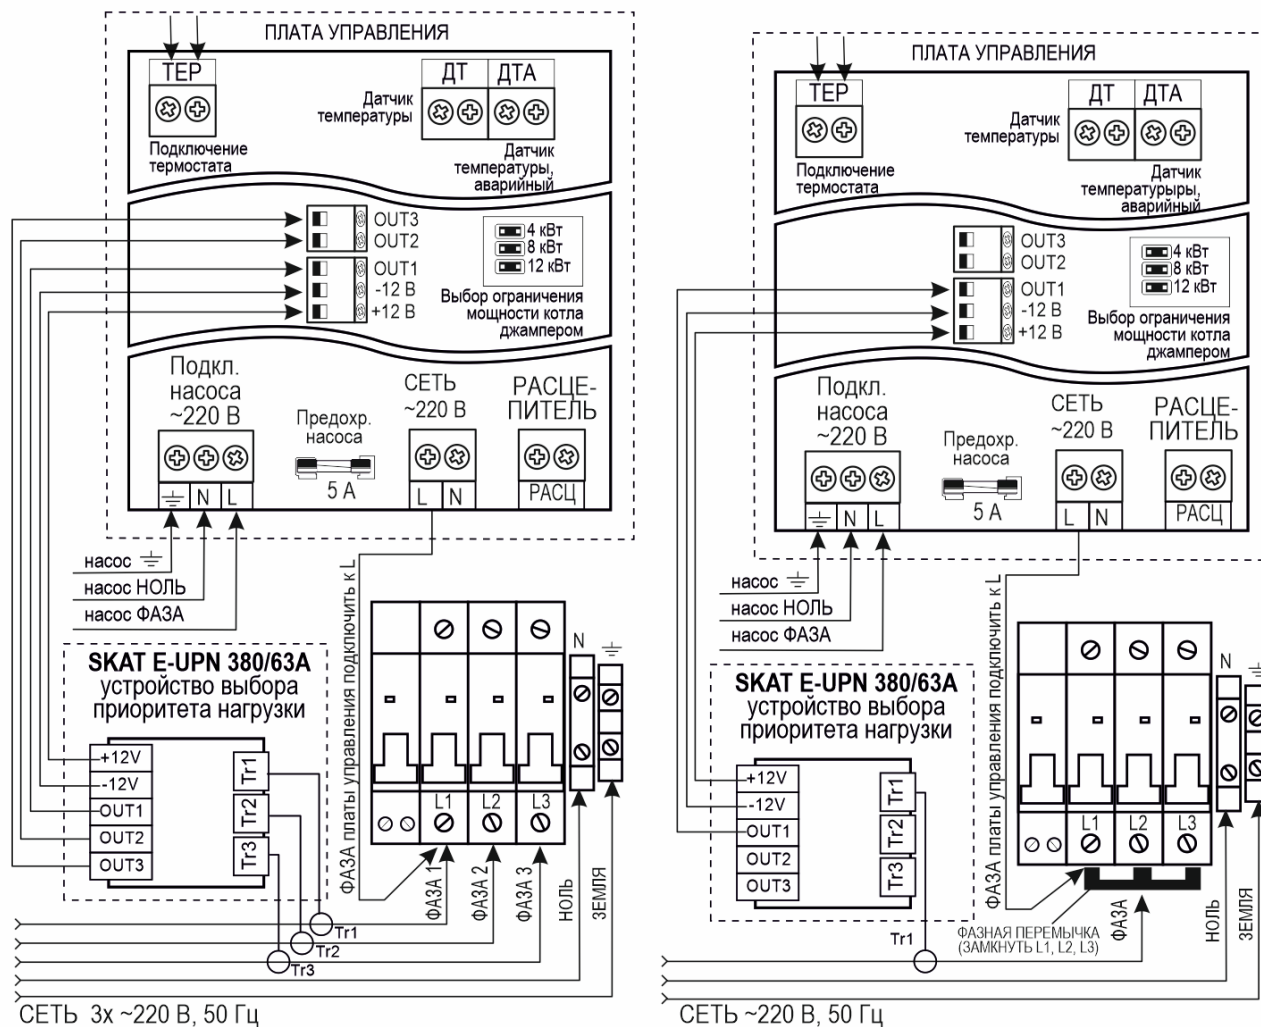 ПЛАТА УПРАВЛЕНИЯ
ТЕР
Подключение
термостата
Датчик
температуры
ДТ ДТА
Датчик
температуры,
аварийный
OUT3
OUT2
OUT1
-12 В
+12 В
4 кВт
8 кВт
12 кВт
Выбор ограничения
мощности котла
джампером
Подкл.
насоса
~220 В
N L
Предохр.
насоса
5 А
СЕТЬ
~220 В
L N
РАСЦЕ-
ПИТЕЛЬ
РАСЦ
насос
насос НОЛЬ
насос ФАЗА
SKAT E-UPN 380/63A
устройство выбора
приоритета нагрузки
+12V
-12V
OUT1
OUT2
OUT3
Tr1
Tr2
Tr3
ФАЗА платы управления подключить к L
L1 L2 L3
N
ФАЗА 1
ФАЗА 2
ФАЗА 3
НОЛЬ
ЗЕМЛЯ
Tr1
Tr2
Tr3
СЕТЬ 3х ~220 В, 50 Гц
ПЛАТА УПРАВЛЕНИЯ
ТЕР
Подключение
термостата
Датчик
температуры
ДТ ДТА
Датчик
температурыры,
аварийный
OUT3
OUT2
OUT1
-12 В
+12 В
4 кВт
8 кВт
12 кВт
Выбор ограничения
мощности котла
джампером
Подкл.
насоса
~220 В
N L
Предохр.
насоса
5 А
СЕТЬ
~220 В
L N
РАСЦЕ-
ПИТЕЛЬ
РАСЦ
насос
насос НОЛЬ
насос ФАЗА
SKAT E-UPN 380/63A
устройство выбора
приоритета нагрузки
+12V
-12V
OUT1
OUT2
OUT3
Tr1
Tr2
Tr3
ФАЗА платы управления подключить к L
L1 L2 L3
N
ФАЗНАЯ ПЕРЕМЫЧКА
(ЗАМКНУТЬ L1, L2, L3)
ФАЗА
НОЛЬ
ЗЕМЛЯ
Tr1
СЕТЬ ~220 В, 50 Гц